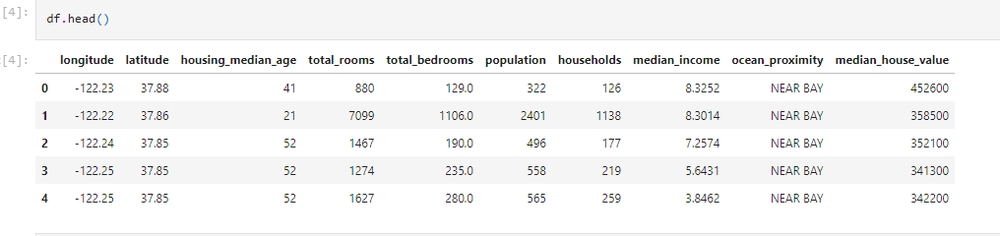 [4]: df.head()
[4]:
longitude latitude housing_median_age total_rooms total_bedrooms population households median_income ocean_proximity median_house_value
0 -122.23 37.88 41 880 129.0 322 126 8.3252 NEAR BAY 452600
1 -122.22 37.86 21 7099 1106.0 2401 1138 8.3014 NEAR BAY 358500
2 -122.24 37.85 52 1467 190.0 496 177 7.2574 NEAR BAY 352100
3 -122.25 37.85 52 1274 235.0 558 219 5.6431 NEAR BAY 341300
4 -122.25 37.85 52 1627 280.0 565 259 3.8462 NEAR BAY 342200